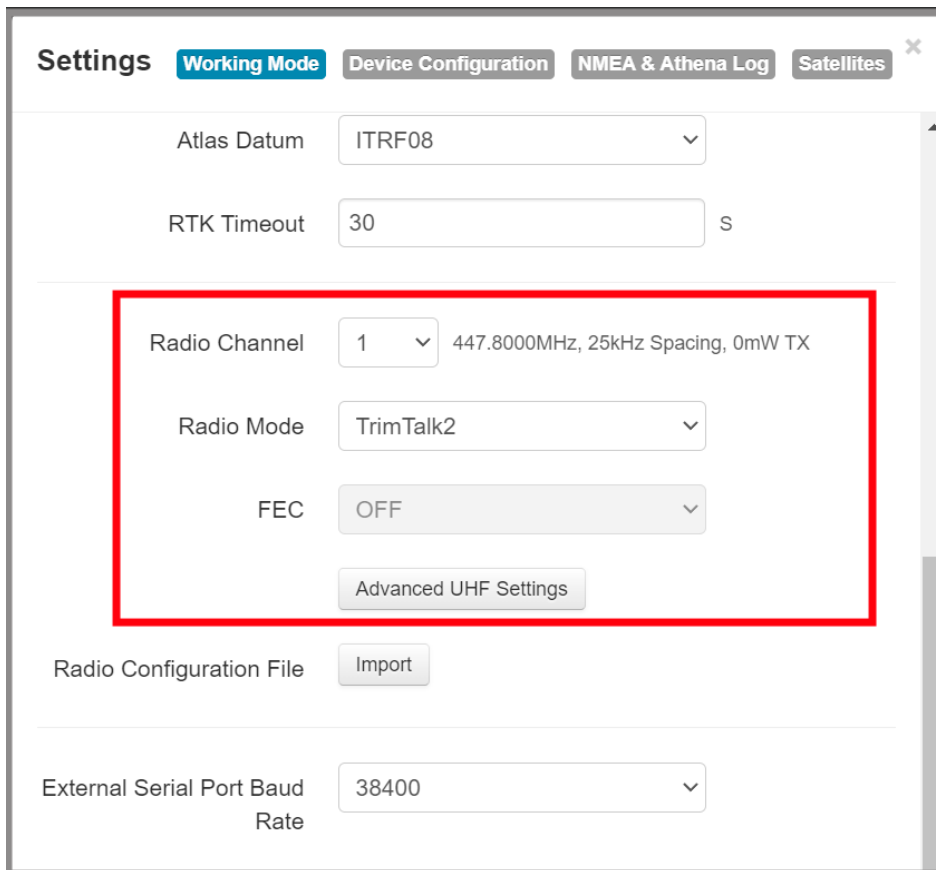 Settings Working Mode Device Configuration NMEA & Athena Log Satellites ×
Atlas Datum ITRF08
RTK Timeout 30 S
Radio Channel 1 447.8000MHz, 25kHz Spacing, 0mW TX
Radio Mode TrimTalk2
FEC OFF
Advanced UHF Settings
Radio Configuration File Import
External Serial Port Baud 38400
Rate